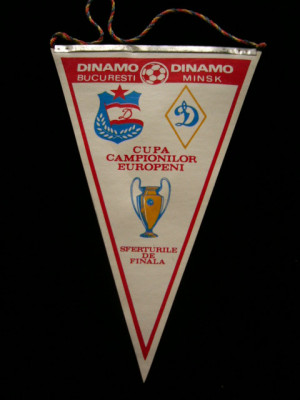 DINAMO DINAMO
BUCURESTI MINSK
D
D
CUPA
CAMPIONILOR
EUROPENI
SFERTURILE
DE
FINALA